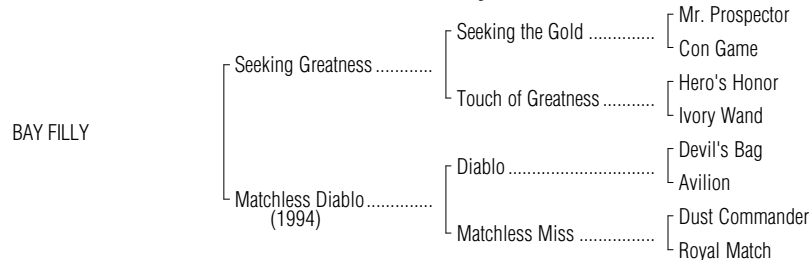 Mr. Prospector
Seeking the Gold ..............
Con Game
Seeking Greatness ............
Hero's Honor
Touch of Greatness ...........
Ivory Wand
BAY FILLY
Devil's Bag
Diablo ...............................
Avilion
Matchless Diablo ..............
(1994)
Dust Commander
Matchless Miss ................
Royal Match